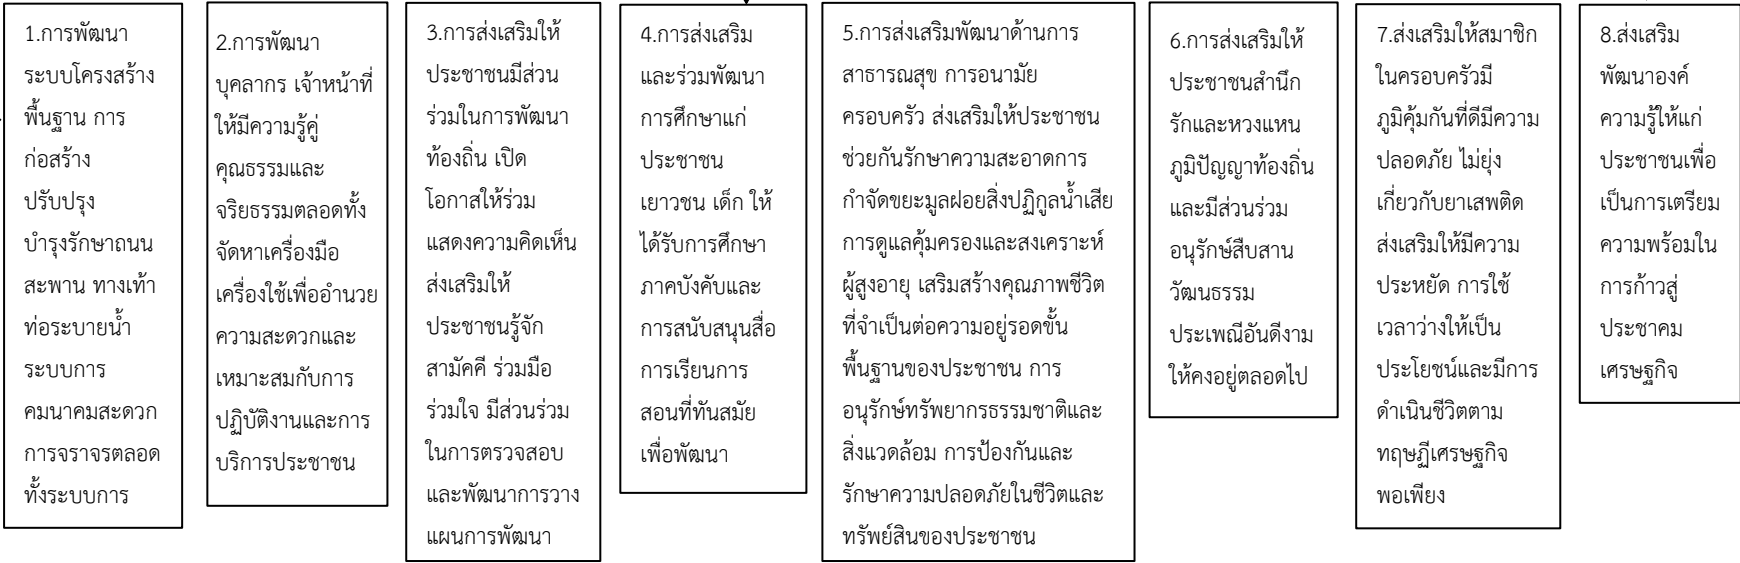 1.การพัฒนา
ระบบโครงสร้าง
พื้นฐาน การ
ก่อสร้าง
ปรับปรุง
บำรุงรักษาถนน
สะพาน ทางเท้า
ท่อระบายน้ำ
ระบบการ
คมนาคมสะดวก
การจราจรตลอด
ทั้งระบบการ
2.การพัฒนา
บุคลากร เจ้าหน้าที่
ให้มีความรู้คู่
คุณธรรมและ
จริยธรรมตลอดทั้ง
จัดหาเครื่องมือ
เครื่องใช้เพื่ออำนวย
ความสะดวกและ
เหมาะสมกับการ
ปฏิบัติงานและการ
บริการประชาชน
3.การส่งเสริมให้
ประชาชนมีส่วน
ร่วมในการพัฒนา
ท้องถิ่น เปิด
โอกาสให้ร่วม
แสดงความคิดเห็น
ส่งเสริมให้
ประชาชนรู้จัก
สามัคคี ร่วมมือ
ร่วมใจ มีส่วนร่วม
ในการตรวจสอบ
และพัฒนาการวาง
แผนการพัฒนา
4.การส่งเสริม
และร่วมพัฒนา
การศึกษาแก่
ประชาชน
เยาวชน เด็ก ให้
ได้รับการศึกษา
ภาคบังคับและ
การสนับสนุนสื่อ
การเรียนการ
สอนที่ทันสมัย
เพื่อพัฒนา
5.การส่งเสริมพัฒนาด้านการ
สาธารณสุข การอนามัย
ครอบครัว ส่งเสริมให้ประชาชน
ช่วยกันรักษาความสะอาดการ
กำจัดขยะมูลฝอยสิ่งปฏิกูลน้ำเสีย
การดูแลคุ้มครองและสงเคราะห์
ผู้สูงอายุ เสริมสร้างคุณภาพชีวิต
ที่จำเป็นต่อความอยู่รอดขั้น
พื้นฐานของประชาชน การ
อนุรักษ์ทรัพยากรธรรมชาติและ
สิ่งแวดล้อม การป้องกันและ
รักษาความปลอดภัยในชีวิตและ
ทรัพย์สินของประชาชน
6.การส่งเสริมให้
ประชาชนสำนึก
รักและหวงแหน
ภูมิปัญญาท้องถิ่น
และมีส่วนร่วม
อนุรักษ์สืบสาน
วัฒนธรรม
ประเพณีอันดีงาม
ให้คงอยู่ตลอดไป
7.ส่งเสริมให้สมาชิก
ในครอบครัวมี
ภูมิคุ้มกันที่ดีมีความ
ปลอดภัย ไม่ยุ่ง
เกี่ยวกับยาเสพติด
ส่งเสริมให้มีความ
ประหยัด การใช้
เวลาว่างให้เป็น
ประโยชน์และมีการ
ดำเนินชีวิตตาม
ทฤษฎีเศรษฐกิจ
พอเพียง
8.ส่งเสริม
พัฒนาองค์
ความรู้ให้แก่
ประชาชนเพื่อ
เป็นการเตรียม
ความพร้อมใน
การก้าวสู่
ประชาคม
เศรษฐกิจ